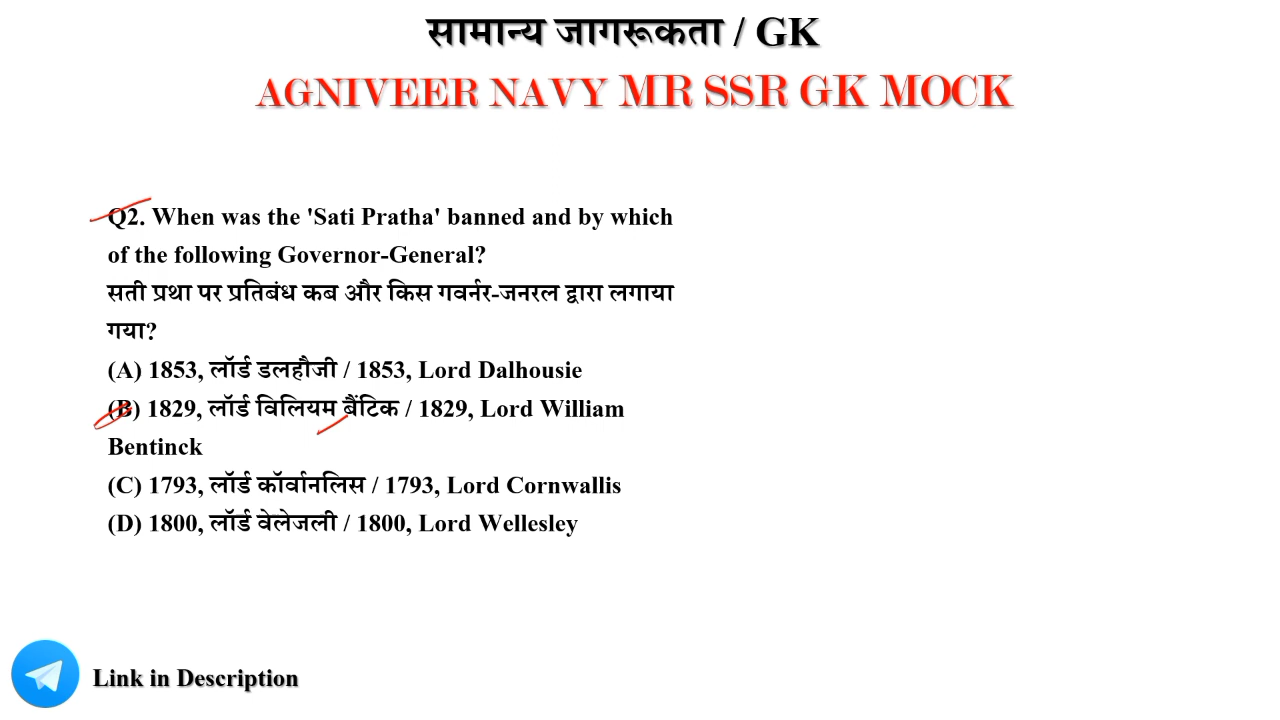 सामान्य जागरूकता / GK
AGNIVEER NAVY MR SSR GK MOCK
Q2. When was the 'Sati Pratha' banned and by which
of the following Governor-General?
सती प्रथा पर प्रतिबंध कब और किस गवर्नर-जनरल द्वारा लगाया
गया?
(A) 1853, लॉर्ड डलहौजी / 1853, Lord Dalhousie
(B) 1829, लॉर्ड विलियम बैंटिक / 1829, Lord William
Bentinck
(C) 1793, लॉर्ड कॉर्वानलिस / 1793, Lord Cornwallis
(D) 1800, लॉर्ड वेलेजली / 1800, Lord Wellesley
Link in Description